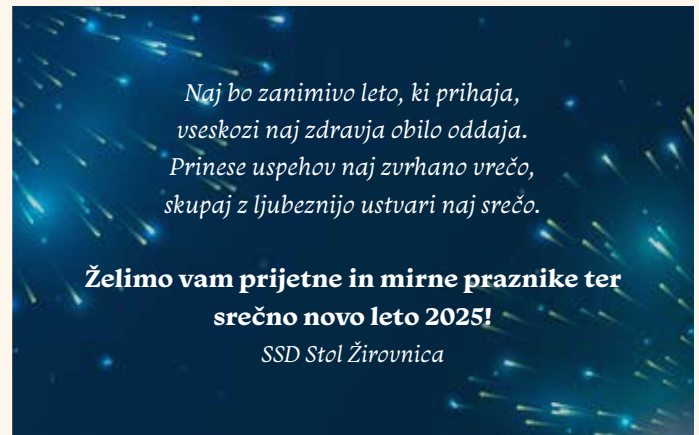 Naj bo zanimivo leto, ki prihaja,
vseskozi naj zdravja obilo oddaja.
Prinese uspehov naj zvrhano vrečo,
skupaj z ljubeznijo ustvari naj srečo.
Želimo vam prijetne in mirne praznike ter
srečno novo leto 2025!
SSD Stol Žirovnica